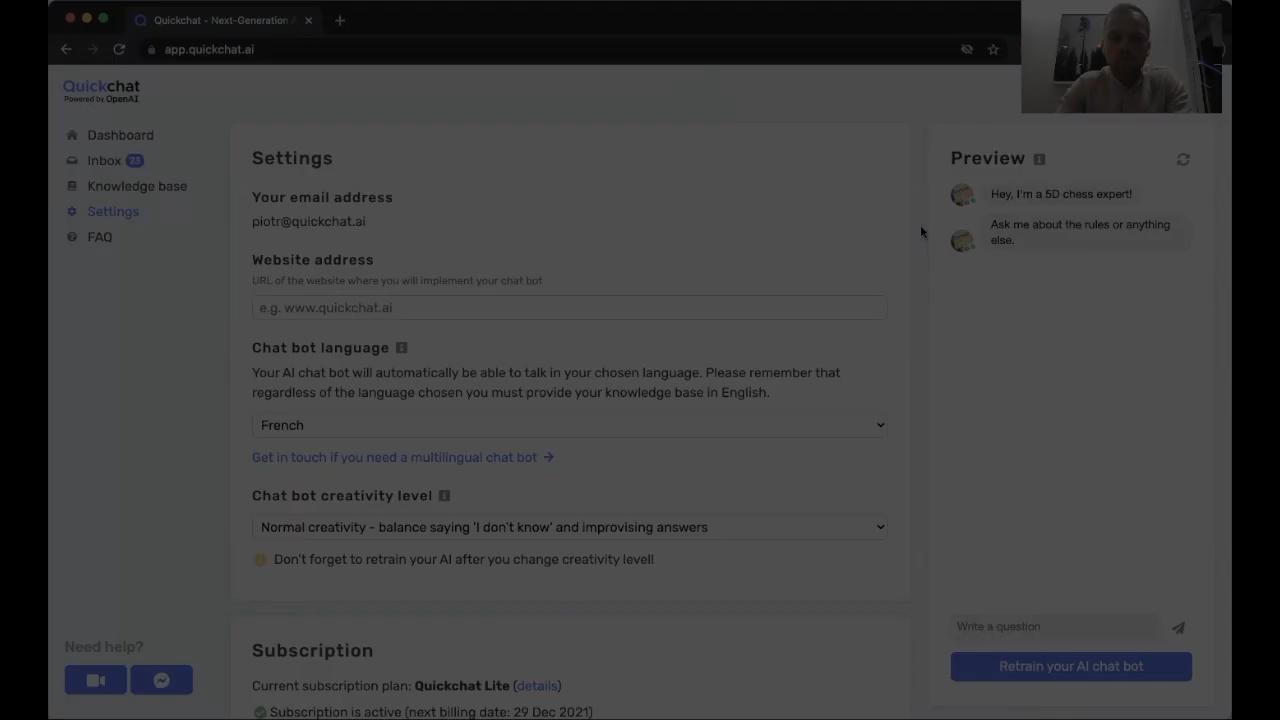 Quickchat - Next-Generation
app.quickchat.ai
Quickchat
Powered by OpenAI
Dashboard
Inbox 23
Knowledge base
Settings
FAQ
Need help?
Settings
Your email address
piotr@quickchat.ai
Website address
URL of the website where you will implement your chat bot
e.g. www.quickchat.ai
Chat bot language
Your AI chat bot will automatically be able to talk in your chosen language. Please remember that
regardless of the language chosen you must provide your knowledge base in English.
French
Get in touch if you need a multilingual chat bot →
Chat bot creativity level
Normal creativity - balance saying 'I don't know' and improvising answers
Don't forget to retrain your AI after you change creativity level!
Subscription
Current subscription plan: Quickchat Lite (details)
Subscription is active (next billing date: 29 Dec 2021)
Preview
Hey, I'm a 5D chess expert!
Ask me about the rules or anything
else.
Write a question
Retrain your AI chat bot